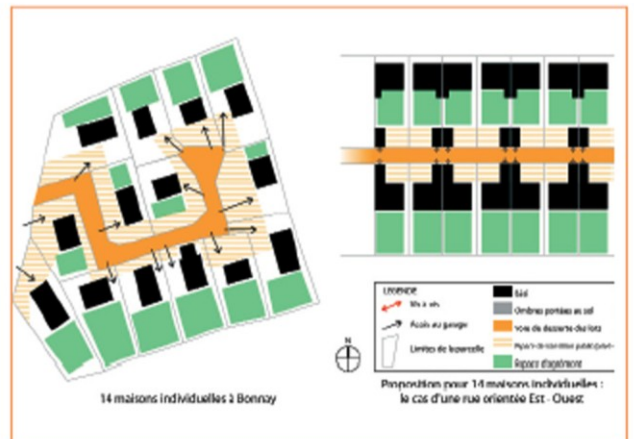 LEGENDE
Vis à vis
Accès au garage
Limites de la parcelle
Bâti
Ombres portées au sol
Voie de desserte des lots
Espace d'agrément
N
14 maisons individuelles à Bonnay
Proposition pour 14 maisons individuelles :
le cas d'une rue orientée Est - Ouest